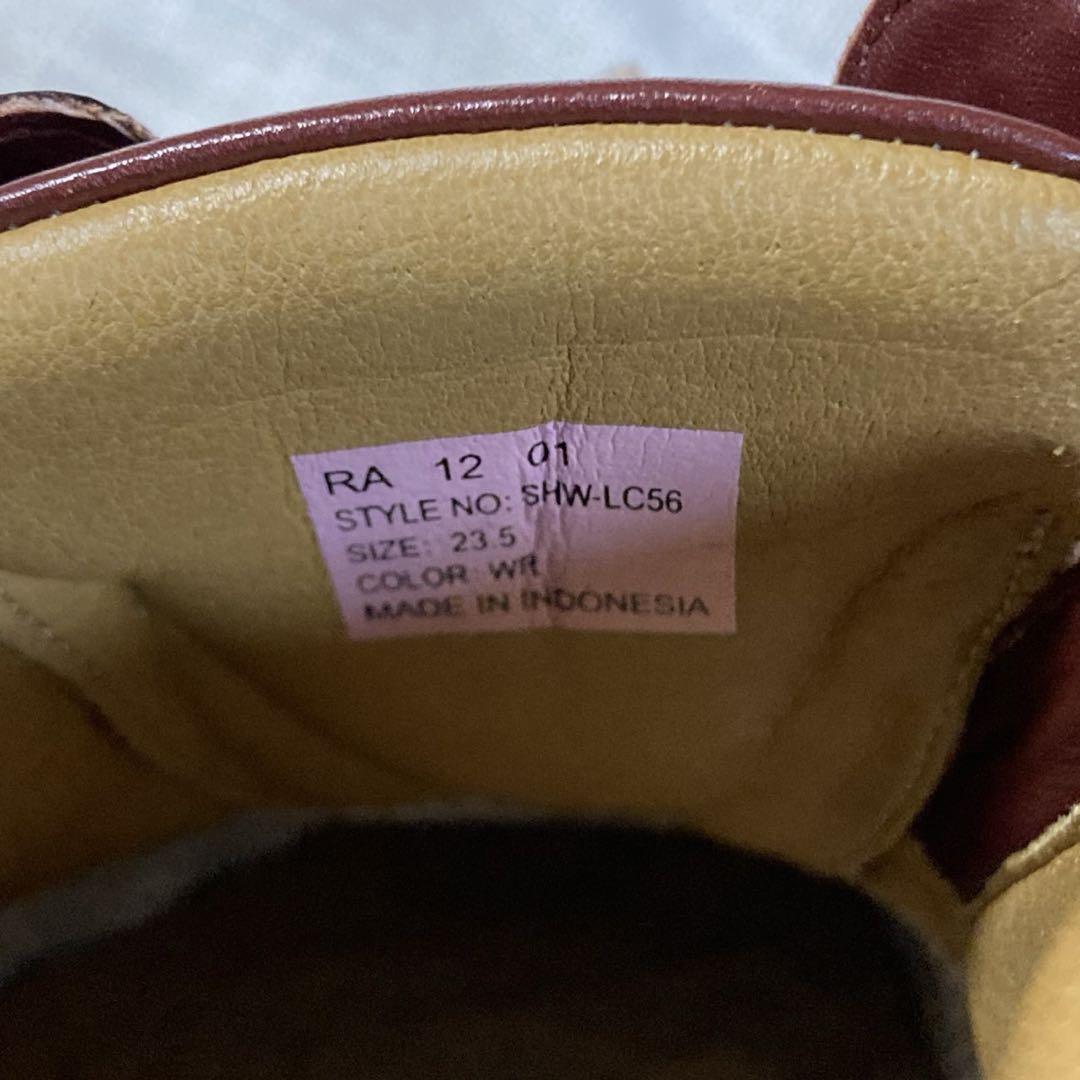 RA 12 01
STYLE NO: SHW-LC56
SIZE: 23.5
COLOR: WR
MADE IN INDONESIA